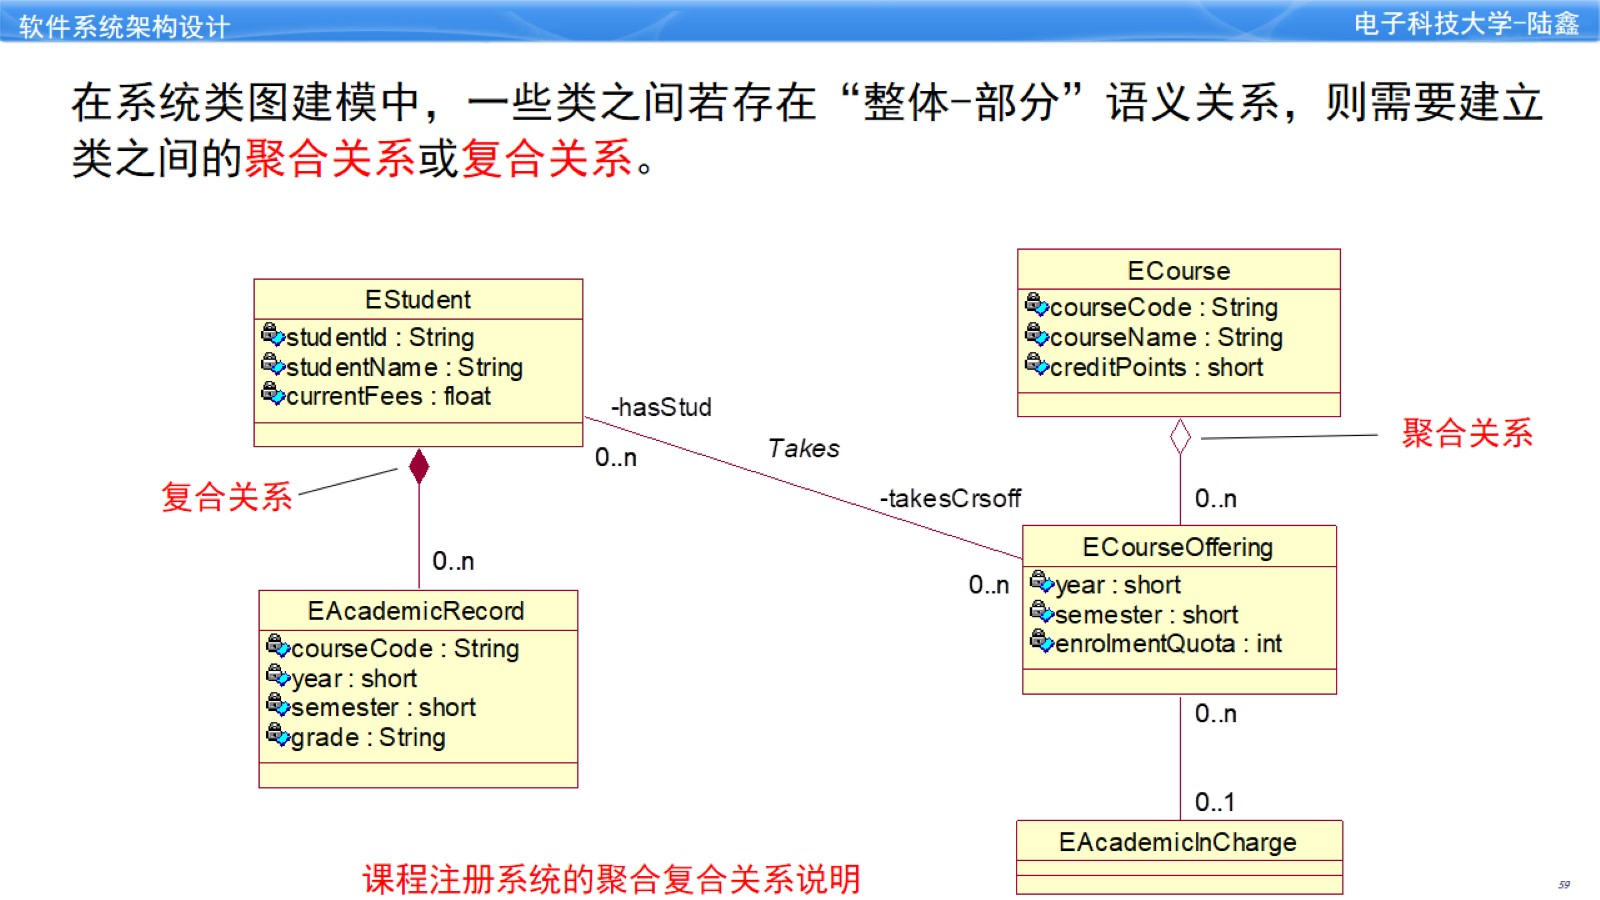 软件系统架构设计
电子科技大学-陆鑫
在系统类图建模中，一些类之间若存在“整体-部分”语义关系，则需要建立
类之间的聚合关系或复合关系。
EStudent
studentId : String
studentName : String
currentFees : float
ECourse
courseCode : String
courseName : String
creditPoints : short
-hasStud
0..n
Takes
-takesCrsoff
0..n
聚合关系
0..n
复合关系
0..n
ECourseOffering
year : short
semester : short
enrolmentQuota : int
EAcademicRecord
courseCode : String
year : short
semester : short
grade : String
0..n
0..1
EAcademicInCharge
课程注册系统的聚合复合关系说明
59